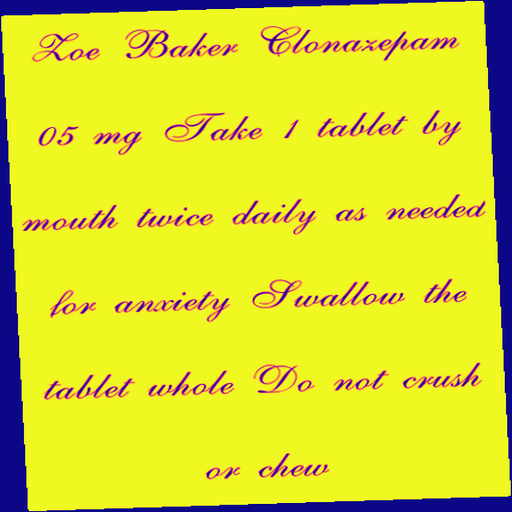 Zoe Baker Clonazepam
05 mg Take 1 tablet by
mouth twice daily as needed
for anxiety Swallow the
tablet whole Do not crush
or chew